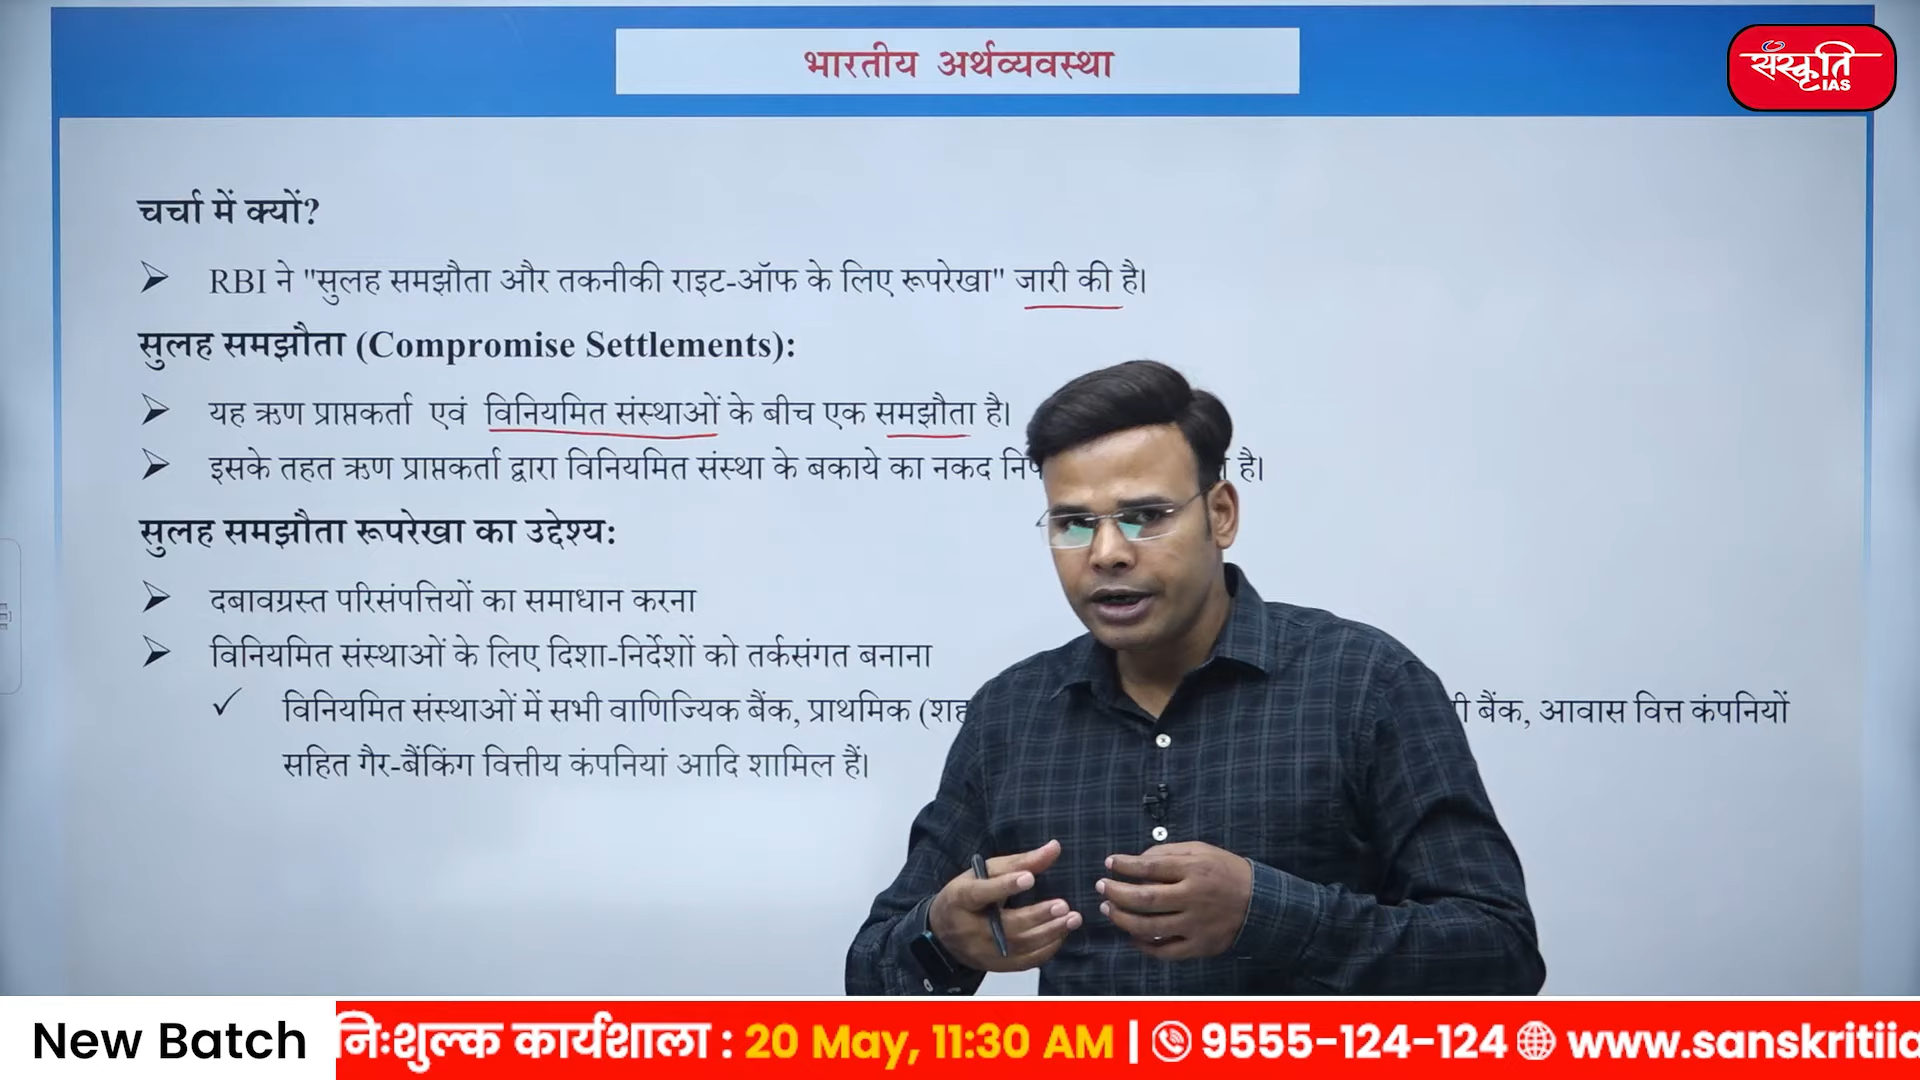 भारतीय अर्थव्यवस्था
संस्कृति
IAS
चर्चा में क्यों?
➢ RBI ने "सुलह समझौता और तकनीकी राइट-ऑफ के लिए रूपरेखा" जारी की है।
सुलह समझौता (Compromise Settlements):
➢ यह ऋण प्राप्तकर्ता एवं विनियमित संस्थाओं के बीच एक समझौता है।
➢ इसके तहत ऋण प्राप्तकर्ता द्वारा विनियमित संस्था के बकाये का नकद है।
सुलह समझौता रूपरेखा का उद्देश्य:
➢ दबावग्रस्त परिसंपत्तियों का समाधान करना
➢ विनियमित संस्थाओं के लिए दिशा-निर्देशों को तर्कसंगत बनाना
✓ विनियमित संस्थाओं में सभी वाणिज्यिक बैंक, प्राथमिक बैंक, आवास वित्त कंपनियों
सहित गैर-बैंकिंग वित्तीय कंपनियां आदि शामिल हैं।
New Batch निःशुल्क कार्यशाला : 20 May, 11:30 AM | 9555-124-124 www.sanskritiia